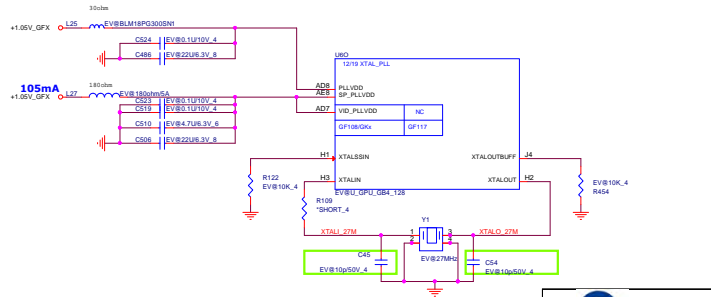 30ohm
+1.05V_GFX L25 EV@BLM18PG300SN1
C524 EV@0.1U/10V_4
C486 EV@22U/6.3V_8
105mA
180ohm
+1.05V_GFX L27 EV@180ohm/5A
C523 EV@0.1U/10V_4
C519 EV@0.1U/10V_4
C510 EV@4.7U/6.3V_6
C506 EV@22U/6.3V_8
U6O
12/19 XTAL_PLL
AD8 PLLVDD
AE8 SP_PLLVDD
AD7 VID_PLLVDD NC
GF108/GKx GF117
H1 XTALSSIN XTALOUTBUFF J4
H3 XTALIN XTALOUT H2
EV@U_GPU_GB4_128
R122
EV@10K_4
R109
*SHORT_4
EV@10K_4
R454
XTALI_27M Y1 XTALO_27M
1 3
2 4
EV@27MHz
C45
EV@10p/50V_4
C54
EV@10p/50V_4